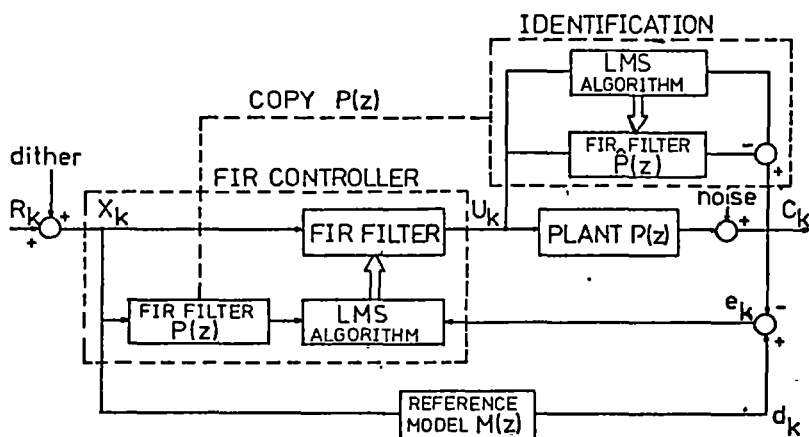 IDENTIFICATION
LMS
ALGORITHM
COPY P(z)
FIR FILTER
P̂(z)
-
+
dither
FIR CONTROLLER
noise
R_k
+
+
X_k
FIR FILTER
U_k
PLANT P(z)
+
C_k
FIR FILTER
P(z)
LMS
ALGORITHM
e_k
-
+
REFERENCE
MODEL M(z)
d_k